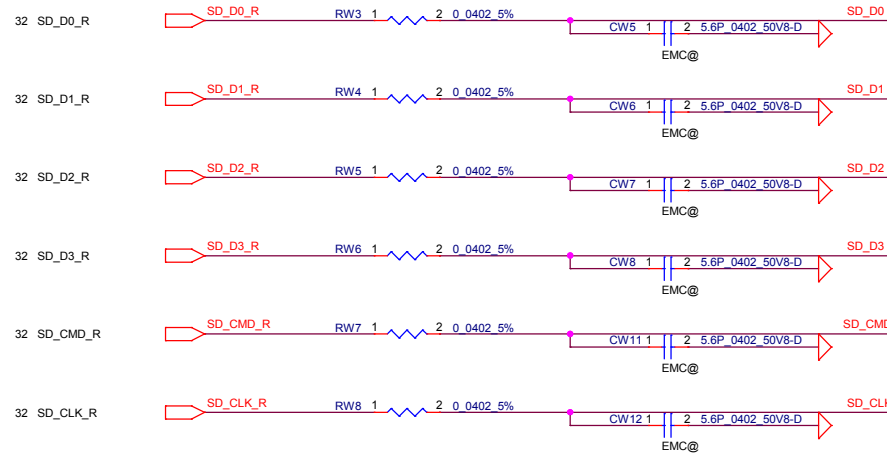 32 SD_D0_R SD_D0_R RW3 1 2 0_0402_5% SD_D0
CW5 1 2 5.6P_0402_50V8-D
EMC@
32 SD_D1_R SD_D1_R RW4 1 2 0_0402_5% SD_D1
CW6 1 2 5.6P_0402_50V8-D
EMC@
32 SD_D2_R SD_D2_R RW5 1 2 0_0402_5% SD_D2
CW7 1 2 5.6P_0402_50V8-D
EMC@
32 SD_D3_R SD_D3_R RW6 1 2 0_0402_5% SD_D3
CW8 1 2 5.6P_0402_50V8-D
EMC@
32 SD_CMD_R SD_CMD_R RW7 1 2 0_0402_5% SD_CMD
CW11 1 2 5.6P_0402_50V8-D
EMC@
32 SD_CLK_R SD_CLK_R RW8 1 2 0_0402_5% SD_CLK
CW12 1 2 5.6P_0402_50V8-D
EMC@